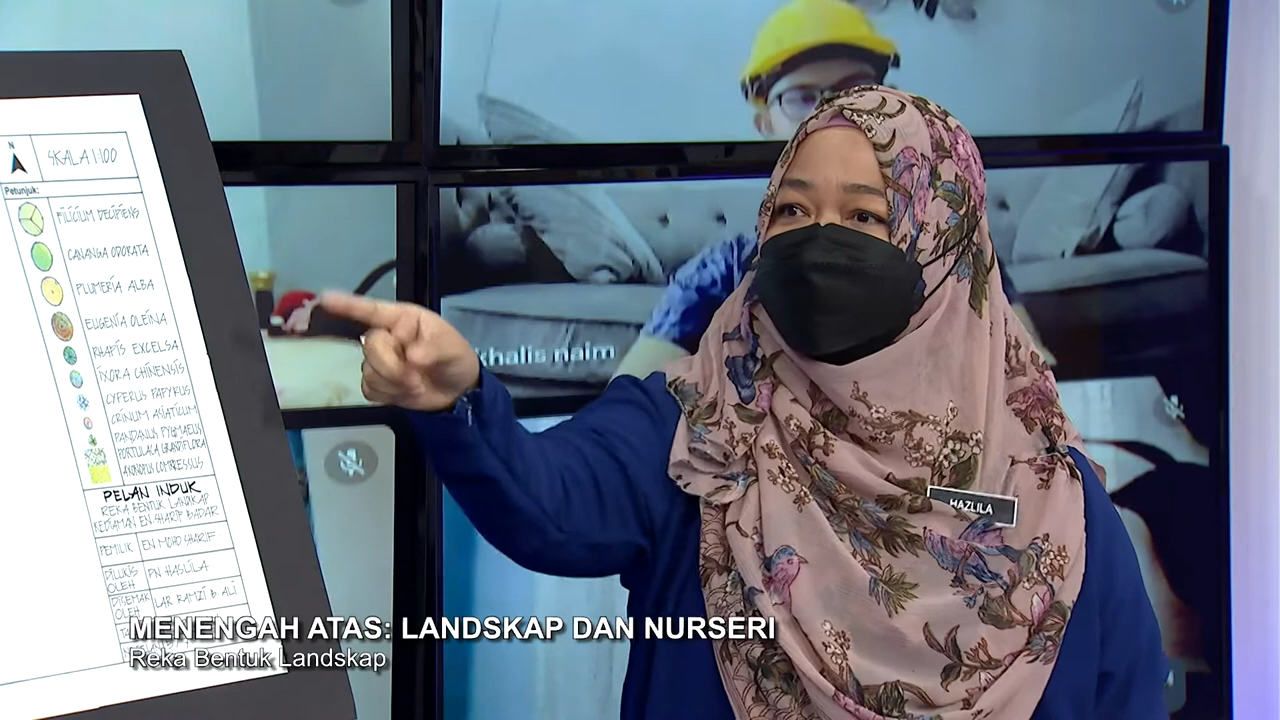 N
SKALA 1:100
Petunjuk:
FILICIUM DECIPIENS
CANANGA ODORATA
PLUMERIA ALBA
EUGENIA OLEINA
RHAPIS EXCELSA
IXORA CHINENSIS
CYPERUS PAPYRUS
CRINUM ASIATICUM
PANDANUS PYGMAEUS
PORTULACA GRANDIFLORA
AXONOPUS COMPRESSUS
PELAN INDUK
REKA BENTUK LANDSKAP
KEDIAMAN EN SHARIF BADAR
PEMILIK EN MOHD SHARIF
DILUKIS OLEH PN HASLILA
DISEMAK OLEH LAR RAMZI B. ALI
khalis naim
HAZLILA
MENENGAH ATAS: LANDSKAP DAN NURSERI
Reka Bentuk Landskap